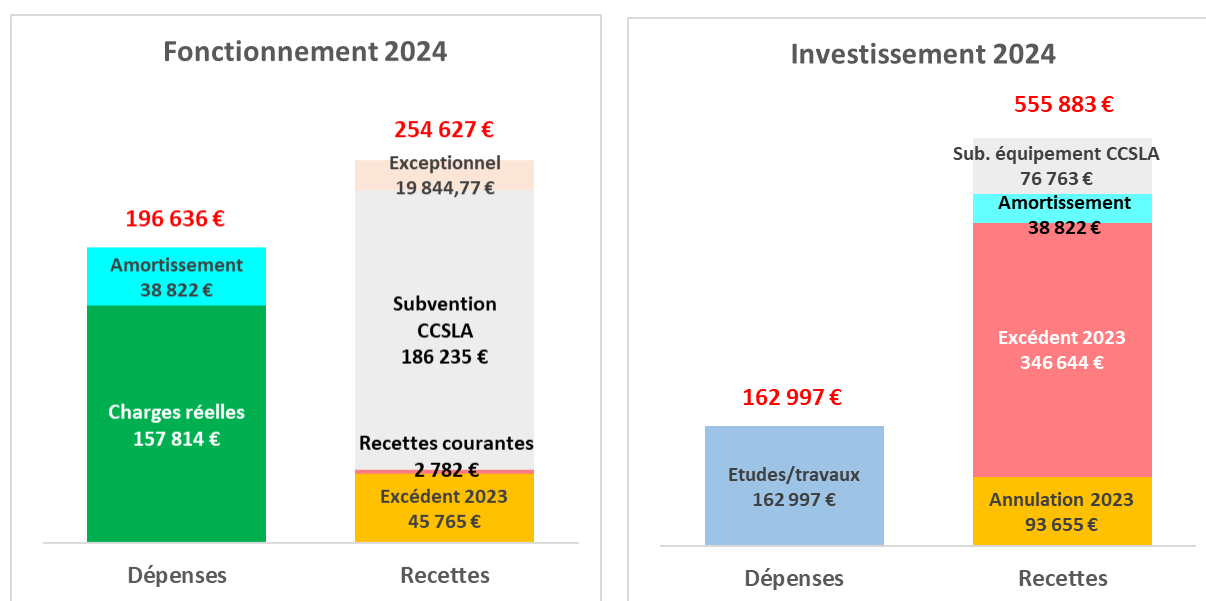 Fonctionnement 2024
254 627 €
Exceptionnel
19 844,77 €
196 636 €
Amortissement
38 822 €
Subvention
CCSLA
186 235 €
Charges réelles
157 814 €
Recettes courantes
2 782 €
Excédent 2023
45 765 €
Dépenses
Recettes
Investissement 2024
555 883 €
Sub. équipement CCSLA
76 763 €
Amortissement
38 822 €
Excédent 2023
346 644 €
162 997 €
Etudes/travaux
162 997 €
Annulation 2023
93 655 €
Dépenses
Recettes